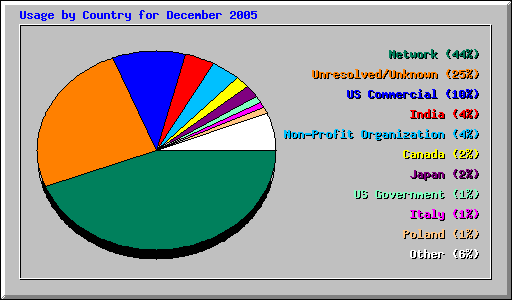 Usage by Country for December 2005
Network (44%)
Unresolved/Unknown (25%)
US Commercial (10%)
India (4%)
Non-Profit Organization (4%)
Canada (2%)
Japan (2%)
US Government (1%)
Italy (1%)
Poland (1%)
Other (6%)